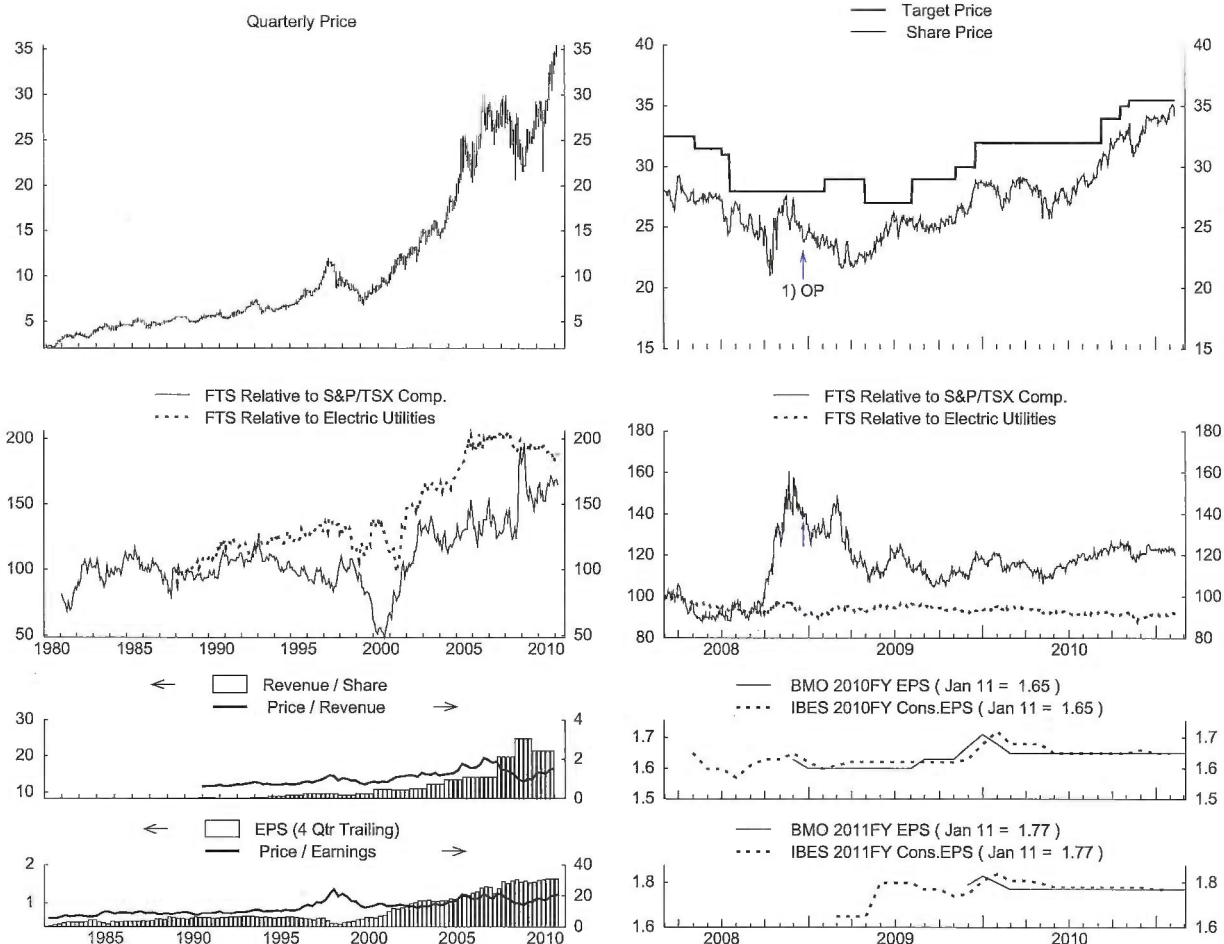 Quarterly Price
35 35
30 30
25 25
20 20
15 15
10 10
5 5
Target Price
Share Price
40 40
35 35
30 30
25 25
20 20
15 15
1) OP
FTS Relative to S&P/TSX Comp.
FTS Relative to Electric Utilities
200 200
150 150
100 100
50 50
1980 1985 1990 1995 2000 2005 2010
FTS Relative to S&P/TSX Comp.
FTS Relative to Electric Utilities
180 180
160 160
140 140
120 120
100 100
80 80
2008 2009 2010
← Revenue / Share
Price / Revenue →
30 4
20 2
10 0
← EPS (4 Qtr Trailing)
Price / Earnings →
2 40
1 20
0
1985 1990 1995 2000 2005 2010
BMO 2010FY EPS ( Jan 11 = 1.65 )
IBES 2010FY Cons.EPS ( Jan 11 = 1.65 )
1.7 1.7
1.6 1.6
1.5 1.5
BMO 2011FY EPS ( Jan 11 = 1.77 )
IBES 2011FY Cons.EPS ( Jan 11 = 1.77 )
1.8 1.8
1.6 1.6
2008 2009 2010